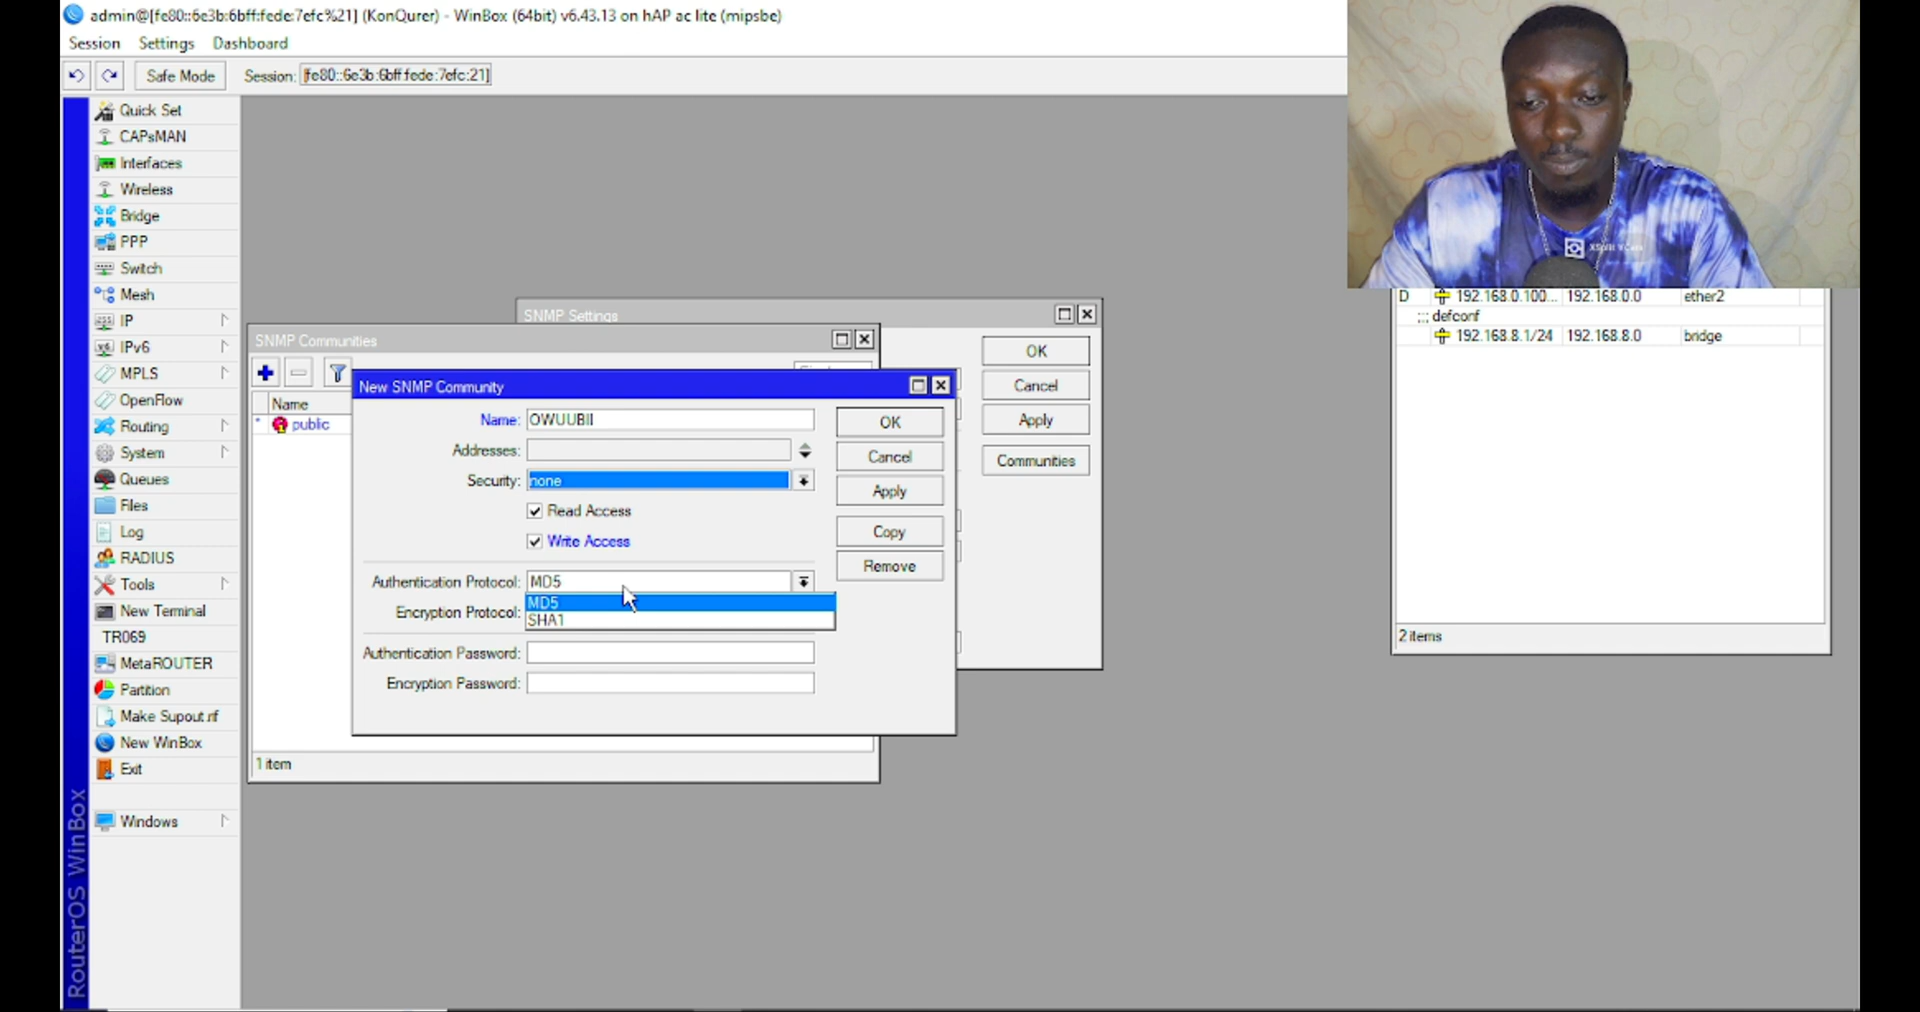 admin@[fe80::6e3b:6bff:fede:7efc%21] (KonQurer) - WinBox (64bit) v6.43.13 on hAP ac lite (mipsbe)
Session Settings Dashboard
Safe Mode Session: [fe80::6e3b:6bff:fede:7efc:21]
Quick Set
CAPsMAN
Interfaces
Wireless
Bridge
PPP
Switch
Mesh
IP
IPv6
MPLS
OpenFlow
Routing
System
Queues
Files
Log
RADIUS
Tools
New Terminal
TR069
MetaROUTER
Partition
Make Supout.rif
New WinBox
Exit
Windows
RouterOS WinBox
SNMP Settings
OK
Cancel
Apply
Communities
SNMP Communities
Name
public
1 item
New SNMP Community
Name: OWUUBII
Addresses:
Security: none
Read Access
Write Access
Authentication Protocol: MD5
MD5
SHA1
Encryption Protocol:
Authentication Password:
Encryption Password:
OK
Cancel
Apply
Copy
Remove
D 192.168.0.100... 192.168.0.0 ether2
::: defconf
192.168.8.1/24 192.168.8.0 bridge
2 items